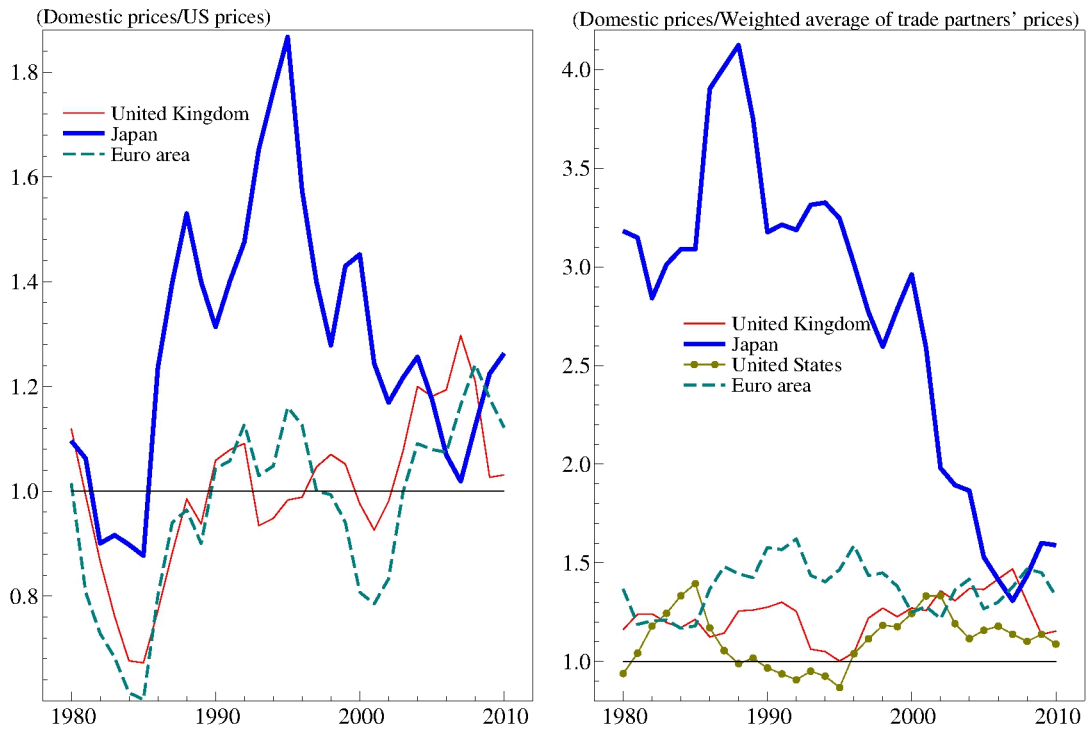 (Domestic prices/US prices)
1.8
1.6
1.4
1.2
1.0
0.8
United Kingdom
Japan
Euro area
1980 1990 2000 2010
(Domestic prices/Weighted average of trade partners' prices)
4.0
3.5
3.0
2.5
2.0
1.5
1.0
United Kingdom
Japan
United States
Euro area
1980 1990 2000 2010